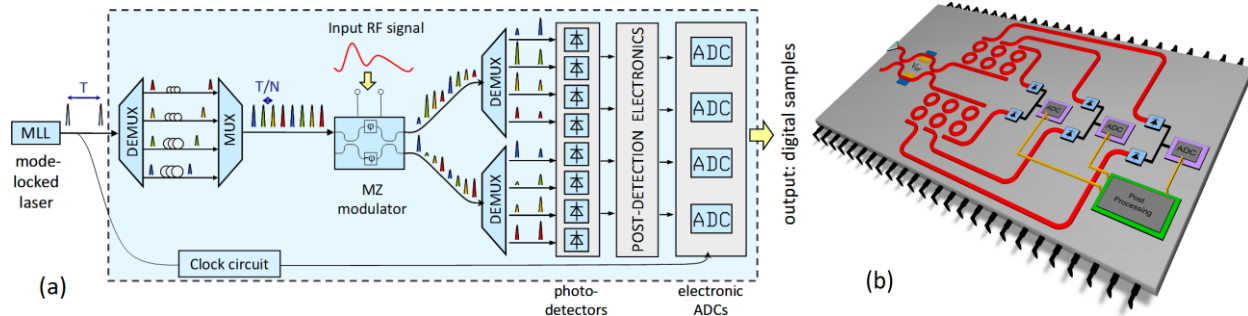 T
MLL
mode-
locked
laser
DEMUX
MUX
T/N
Input RF signal
φ
-φ
MZ
modulator
DEMUX
DEMUX
Clock circuit
photo-
detectors
POST-DETECTION ELECTRONICS
ADC
ADC
ADC
ADC
electronic
ADCs
output: digital samples
(a)
ADC
ADC
ADC
Post
Processing
(b)